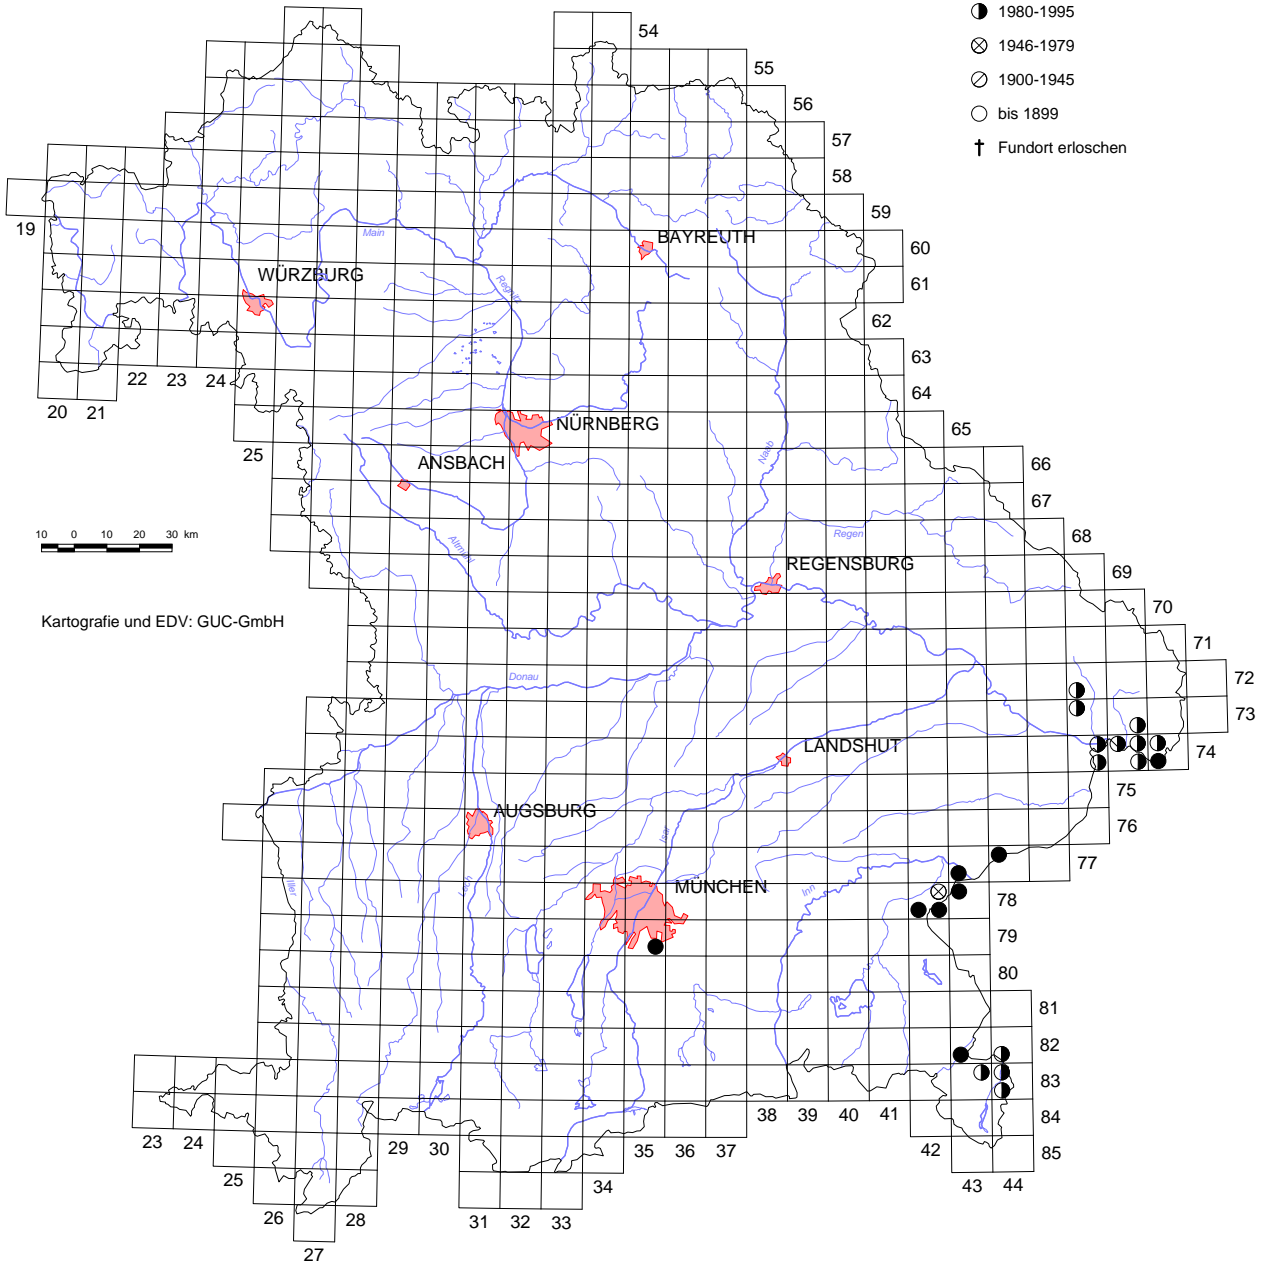 1980-1995
1946-1979
1900-1945
bis 1899
† Fundort erloschen
54
55
56
57
58
59
60
61
62
63
64
65
66
67
68
69
70
71
72
73
74
75
76
77
78
79
80
81
82
83
84
85
19
20 21
22 23 24
25
BAYREUTH
Main
WÜRZBURG
Regnitz
NÜRNBERG
ANSBACH
Naab
10 0 10 20 30 km
Altmühl
Regen
REGENSBURG
Kartografie und EDV: GUC-GmbH
Donau
LANDSHUT
AUGSBURG
Isar
MÜNCHEN
Iller
Lech
Inn
38 39 40 41
42
43 44
23 24
25
26
27
28
29 30
31 32 33
34
35 36 37